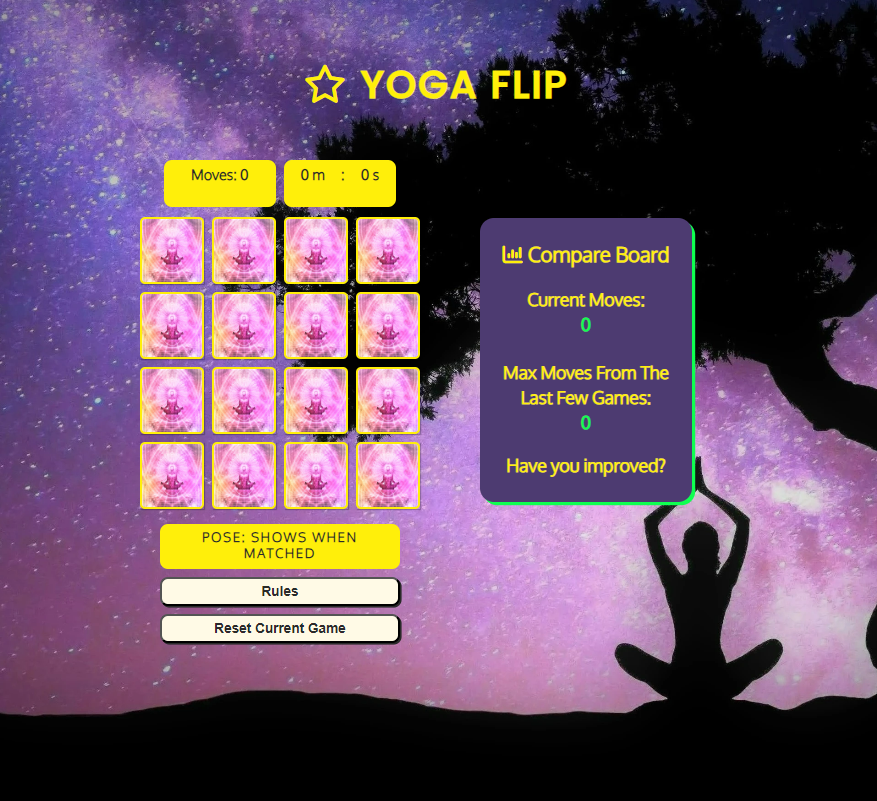 YOGA FLIP
Moves: 0
0 m : 0 s
Compare Board
Current Moves:
0
Max Moves From The
Last Few Games:
0
Have you improved?
POSE: SHOWS WHEN
MATCHED
Rules
Reset Current Game